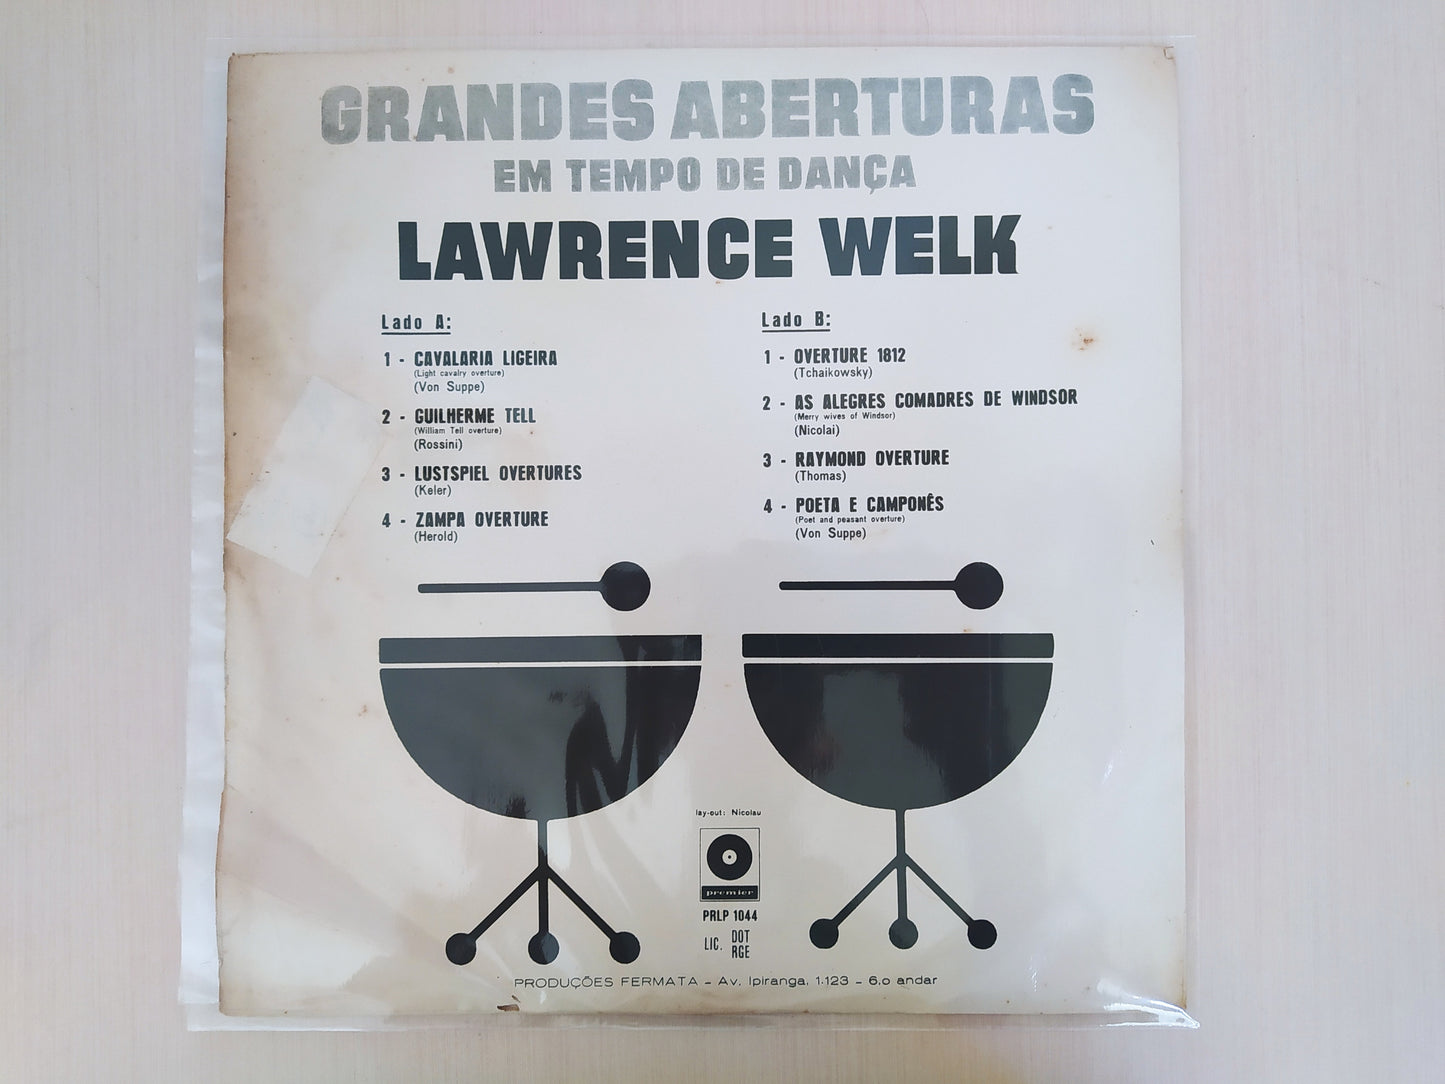 GRANDES ABERTURAS
EM TEMPO DE DANÇA
LAWRENCE WELK
Lado A:
1 - CAVALARIA LIGEIRA
(Light cavalry overture)
(Von Suppe)
2 - GUILHERME TELL
(William Tell overture)
(Rossini)
3 - LUSTSPIEL OVERTURES
(Keler)
4 - ZAMPA OVERTURE
(Herold)
Lado B:
1 - OVERTURE 1812
(Tchaikowsky)
2 - AS ALEGRES COMADRES DE WINDSOR
(Merry wives of Windsor)
(Nicolai)
3 - RAYMOND OVERTURE
(Thomas)
4 - POETA E CAMPONÊS
(Poet and peasant overture)
(Von Suppe)
lay-out: Nicolau
premier
PRLP 1044
LIC. DOT
RGE
PRODUÇÕES FERMATA - Av. Ipiranga, 1.123 - 6.o andar